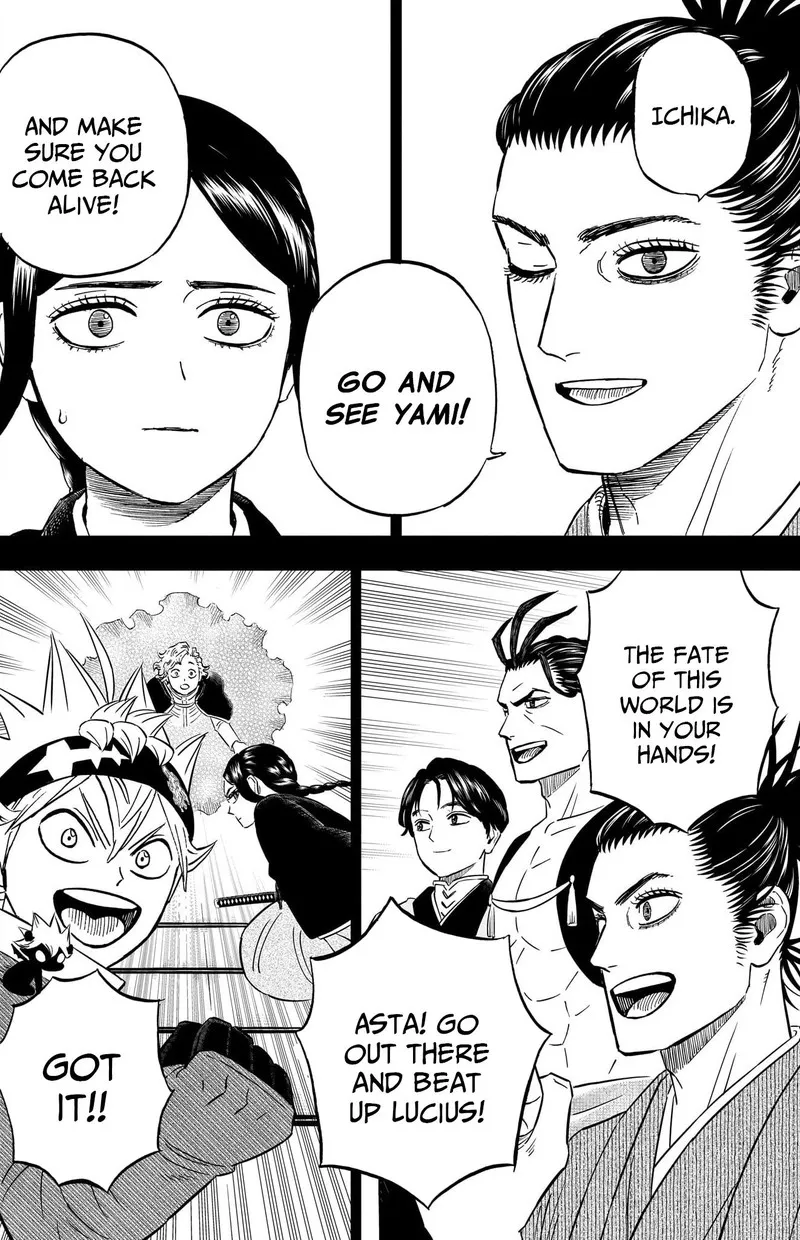 ICHIKA.
GO AND
SEE YAMI!
AND MAKE
SURE YOU
COME BACK
ALIVE!
THE FATE
OF THIS
WORLD IS
IN YOUR
HANDS!
ASTA! GO
OUT THERE
AND BEAT
UP LUCIUS!
GOT
IT!!